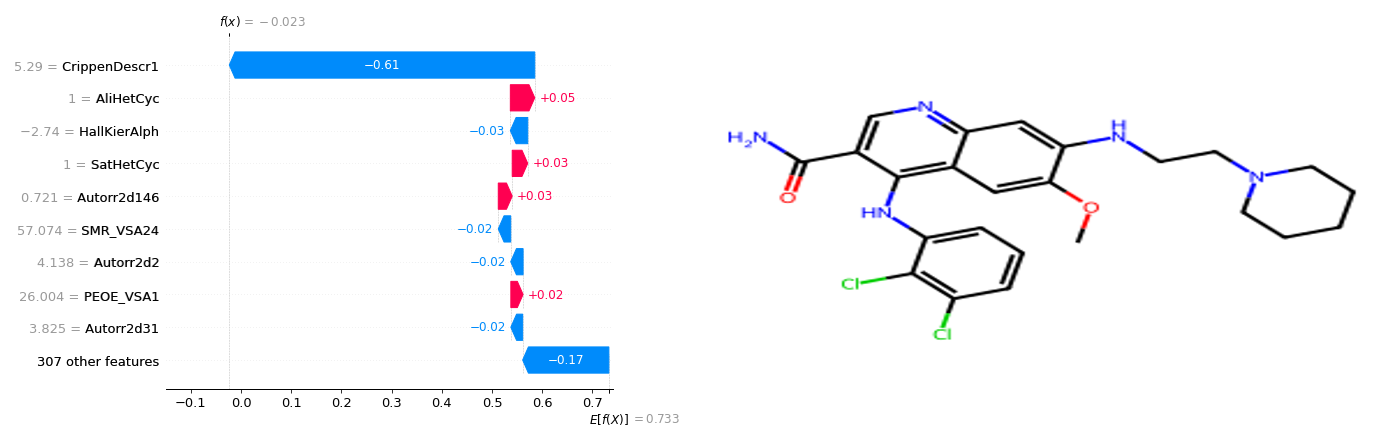 f(x) = −0.023
5.29 = CrippenDescr1
−0.61
1 = AliHetCyc
+0.05
−2.74 = HallKierAlph
−0.03
1 = SatHetCyc
+0.03
0.721 = Autorr2d146
+0.03
57.074 = SMR_VSA24
−0.02
4.138 = Autorr2d2
−0.02
26.004 = PEOE_VSA1
+0.02
3.825 = Autorr2d31
−0.02
307 other features
−0.17
−0.1 0.0 0.1 0.2 0.3 0.4 0.5 0.6 0.7
E[f(X)] = 0.733
N
H
N
H₂N
N
O
HN
O
Cl
Cl